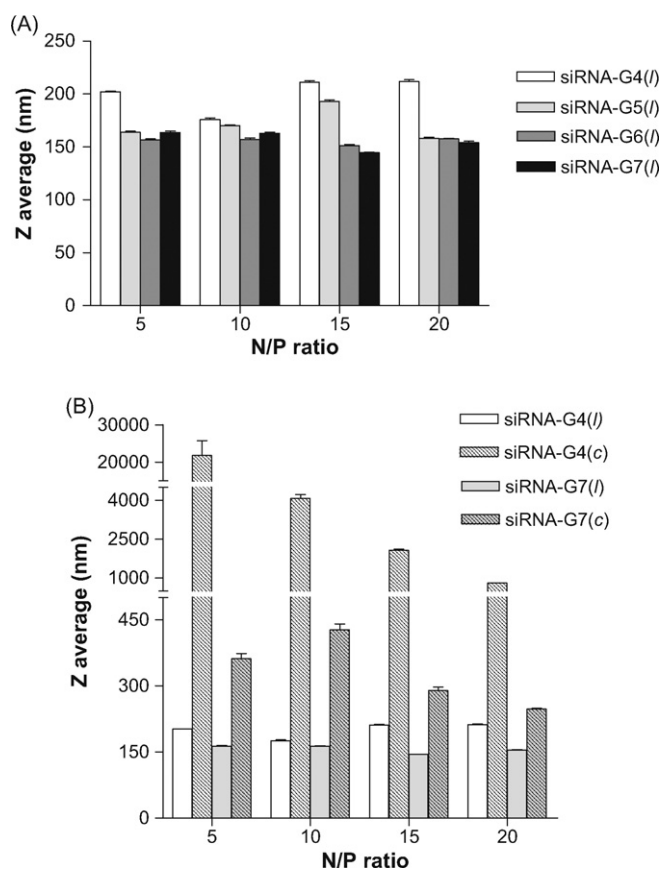 (A)
250
200
150
100
50
0
Z average (nm)
5 10 15 20
N/P ratio
siRNA-G4(l)
siRNA-G5(l)
siRNA-G6(l)
siRNA-G7(l)
(B)
30000
20000
4000
2500
1000
450
300
150
0
Z average (nm)
5 10 15 20
N/P ratio
siRNA-G4(l)
siRNA-G4(c)
siRNA-G7(l)
siRNA-G7(c)